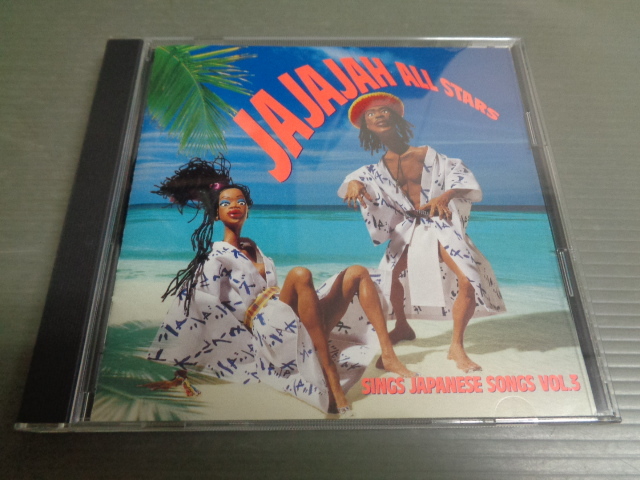 JAJAJAH ALL STARS
SINGS JAPANESE SONGS VOL.3